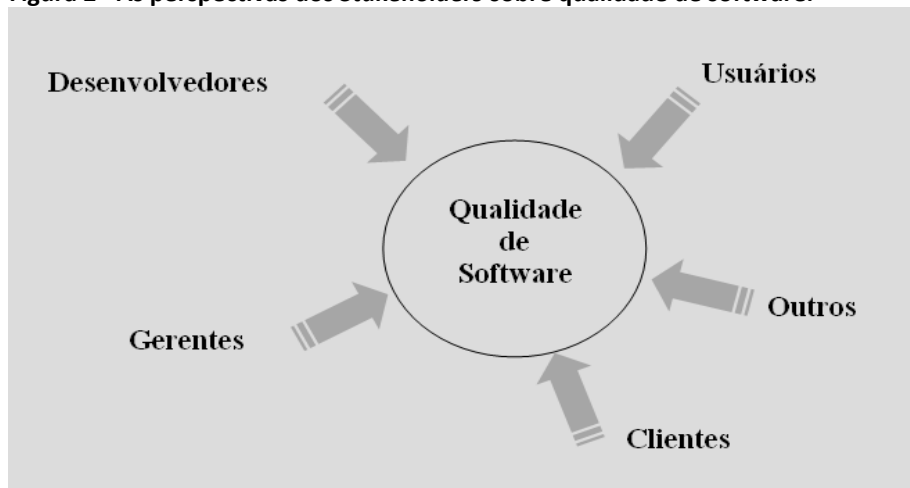 Desenvolvedores
Usuários
Qualidade
de
Software
Outros
Gerentes
Clientes